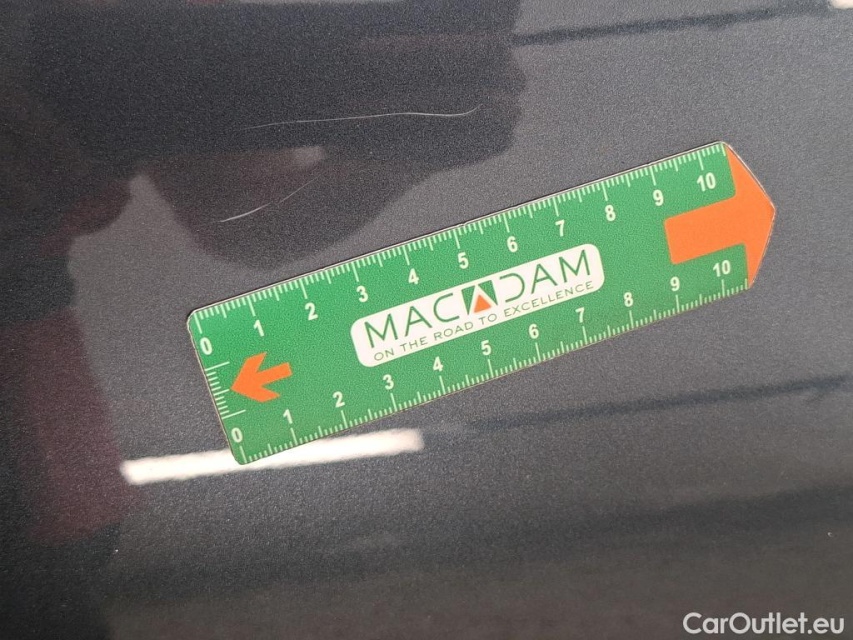 0 1 2 3 4 5 6 7 8 9 10
MACADAM
ON THE ROAD TO EXCELLENCE
0 1 2 3 4 5 6 7 8 9 10
CarOutlet.eu